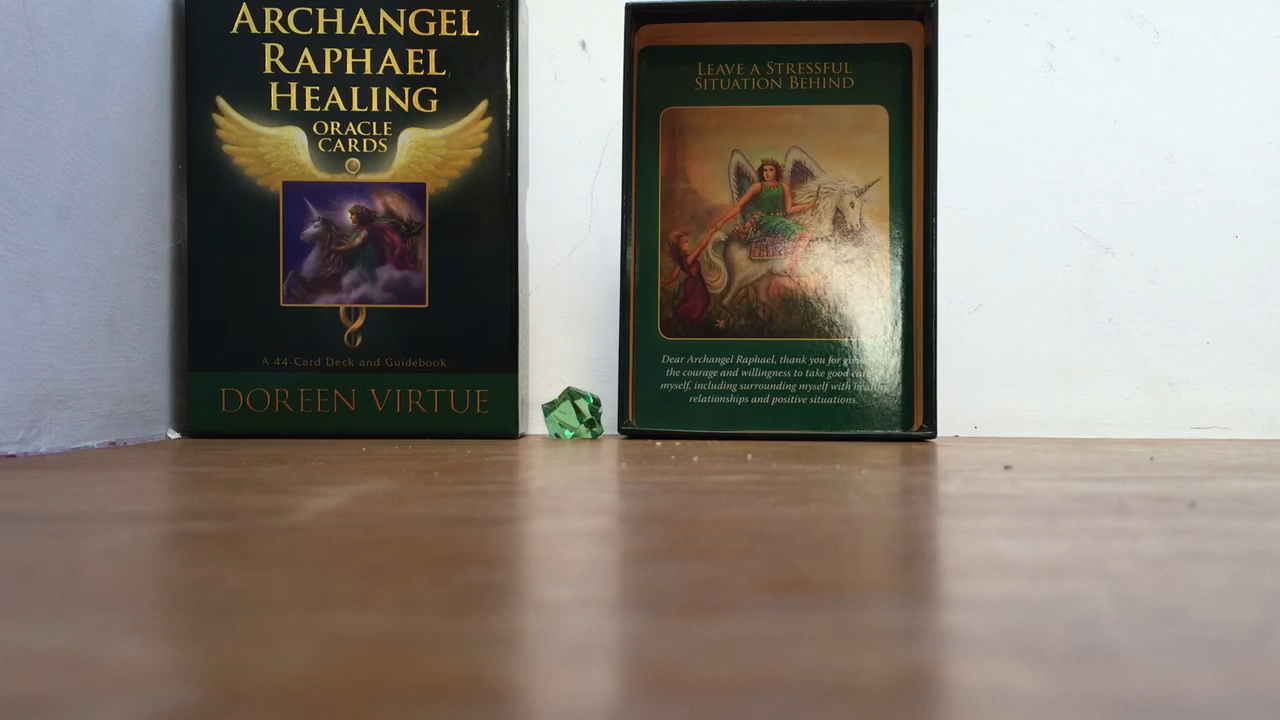 ARCHANGEL
RAPHAEL
HEALING
ORACLE
CARDS
A 44-Card Deck and Guidebook
DOREEN VIRTUE
LEAVE A STRESSFUL
SITUATION BEHIND
Dear Archangel Raphael, thank you for
the courage and willingness to take good
myself, including surrounding myself with
relationships and positive situations.